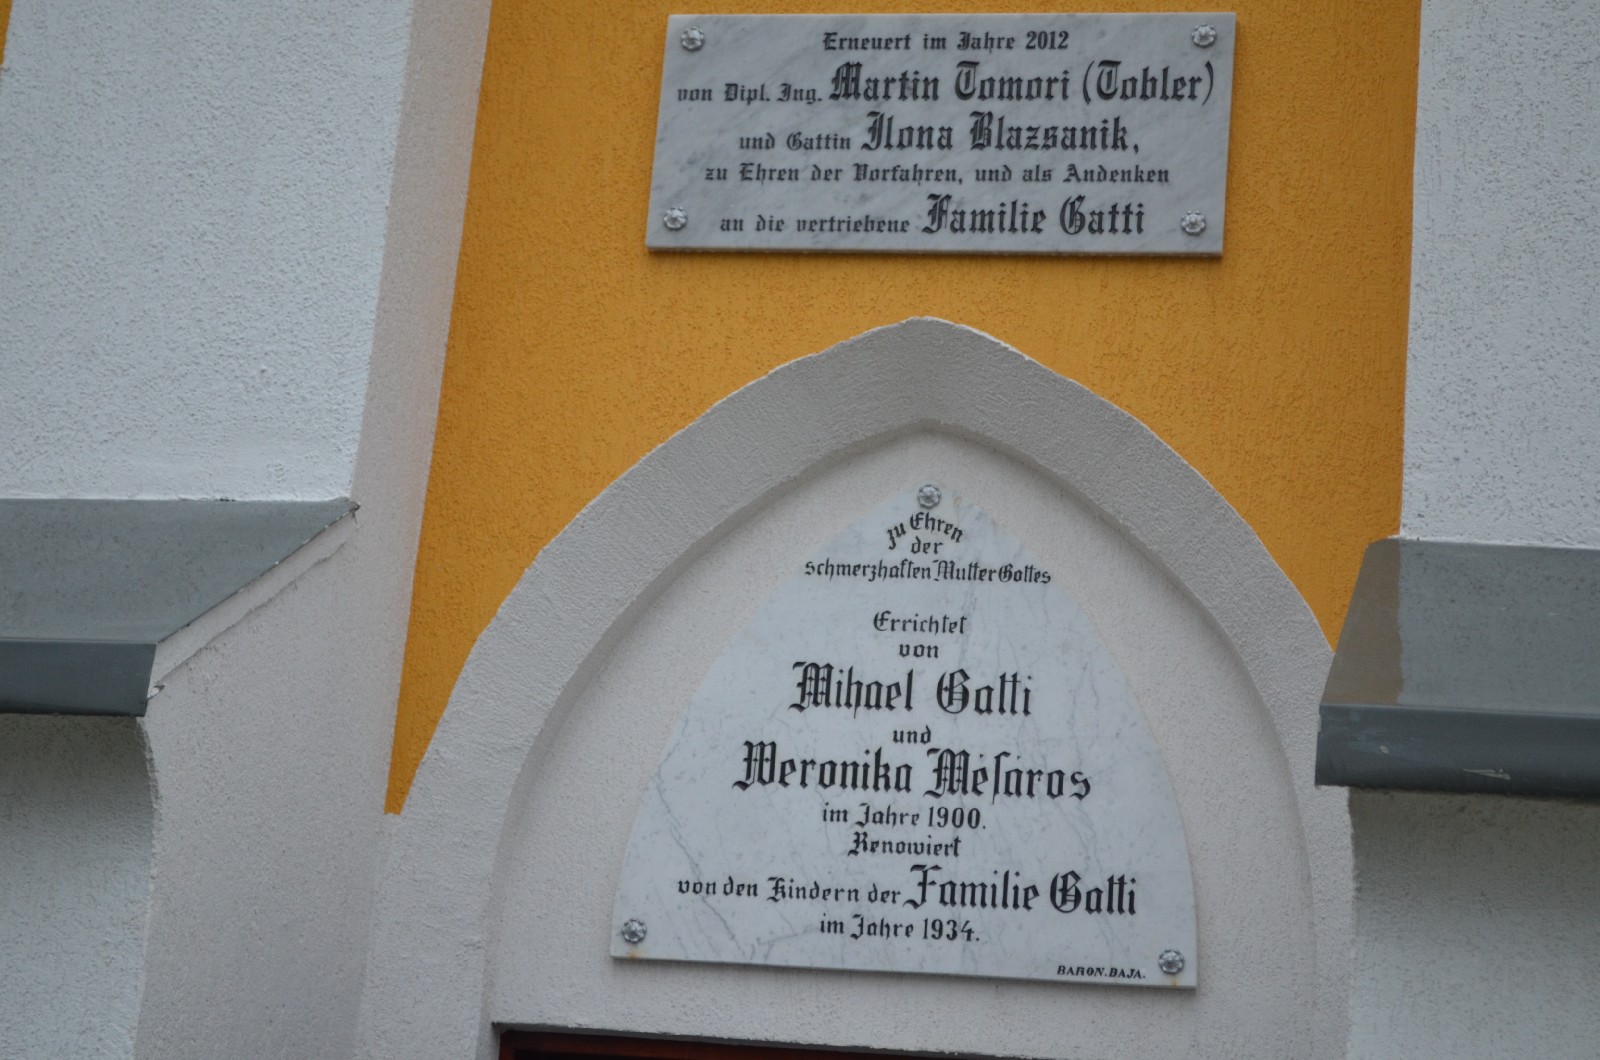 Erneuert im Jahre 2012
von Dipl. Ing. Martin Tomori (Tobler)
und Gattin Ilona Blazsanik,
zu Ehren der Vorfahren, und als Andenken
an die vertriebene Familie Gatti
zu Ehren
der
schmerzhaften Mutter Gottes
Errichtet
von
Mihael Gatti
und
Weronika Mésáros
im Jahre 1900.
Renowiert
von den Kindern der Familie Gatti
im Jahre 1934.
BARON.BAJA.